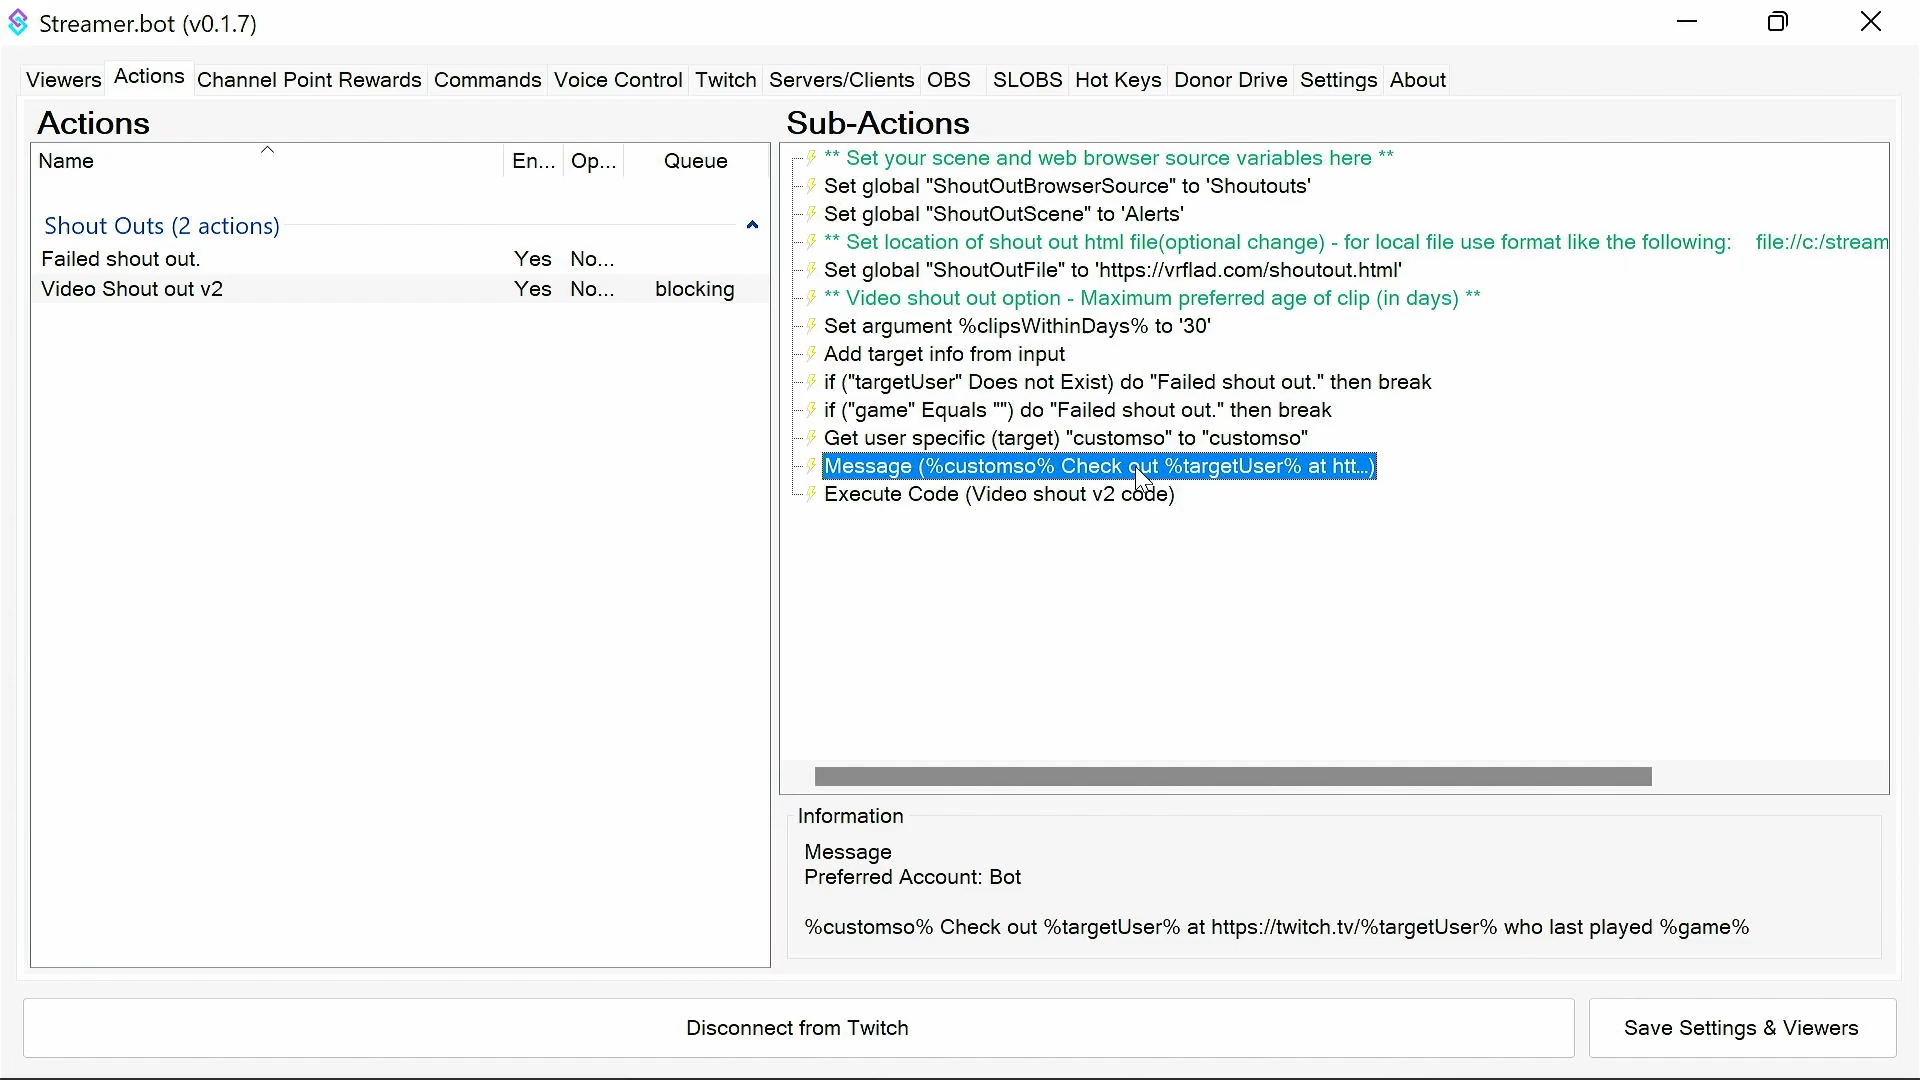 Streamer.bot (v0.1.7)
Viewers Actions Channel Point Rewards Commands Voice Control Twitch Servers/Clients OBS SLOBS Hot Keys Donor Drive Settings About
Actions
Name En... Op... Queue
Shout Outs (2 actions)
Failed shout out. Yes No...
Video Shout out v2 Yes No... blocking
Sub-Actions
** Set your scene and web browser source variables here **
Set global "ShoutOutBrowserSource" to 'Shoutouts'
Set global "ShoutOutScene" to 'Alerts'
** Set location of shout out html file(optional change) - for local file use format like the following: file://c:/stream
Set global "ShoutOutFile" to 'https://vrflad.com/shoutout.html'
** Video shout out option - Maximum preferred age of clip (in days) **
Set argument %clipsWithinDays% to '30'
Add target info from input
if ("targetUser" Does not Exist) do "Failed shout out." then break
if ("game" Equals "") do "Failed shout out." then break
Get user specific (target) "customso" to "customso"
Message (%customso% Check out %targetUser% at htt...)
Execute Code (Video shout v2 code)
Information
Message
Preferred Account: Bot
%customso% Check out %targetUser% at https://twitch.tv/%targetUser% who last played %game%
Disconnect from Twitch
Save Settings & Viewers